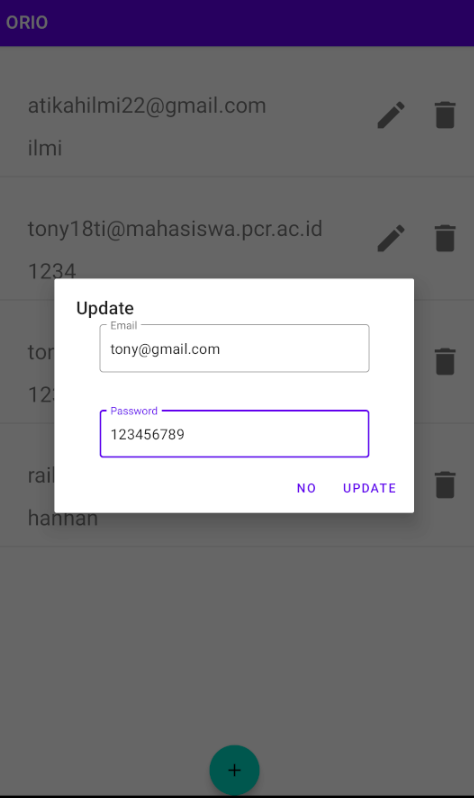 ORIO
atikahilmi22@gmail.com
ilmi
tony18ti@mahasiswa.pcr.ac.id
1234
Update
Email
tony@gmail.com
Password
123456789
NO
UPDATE
hannan
+